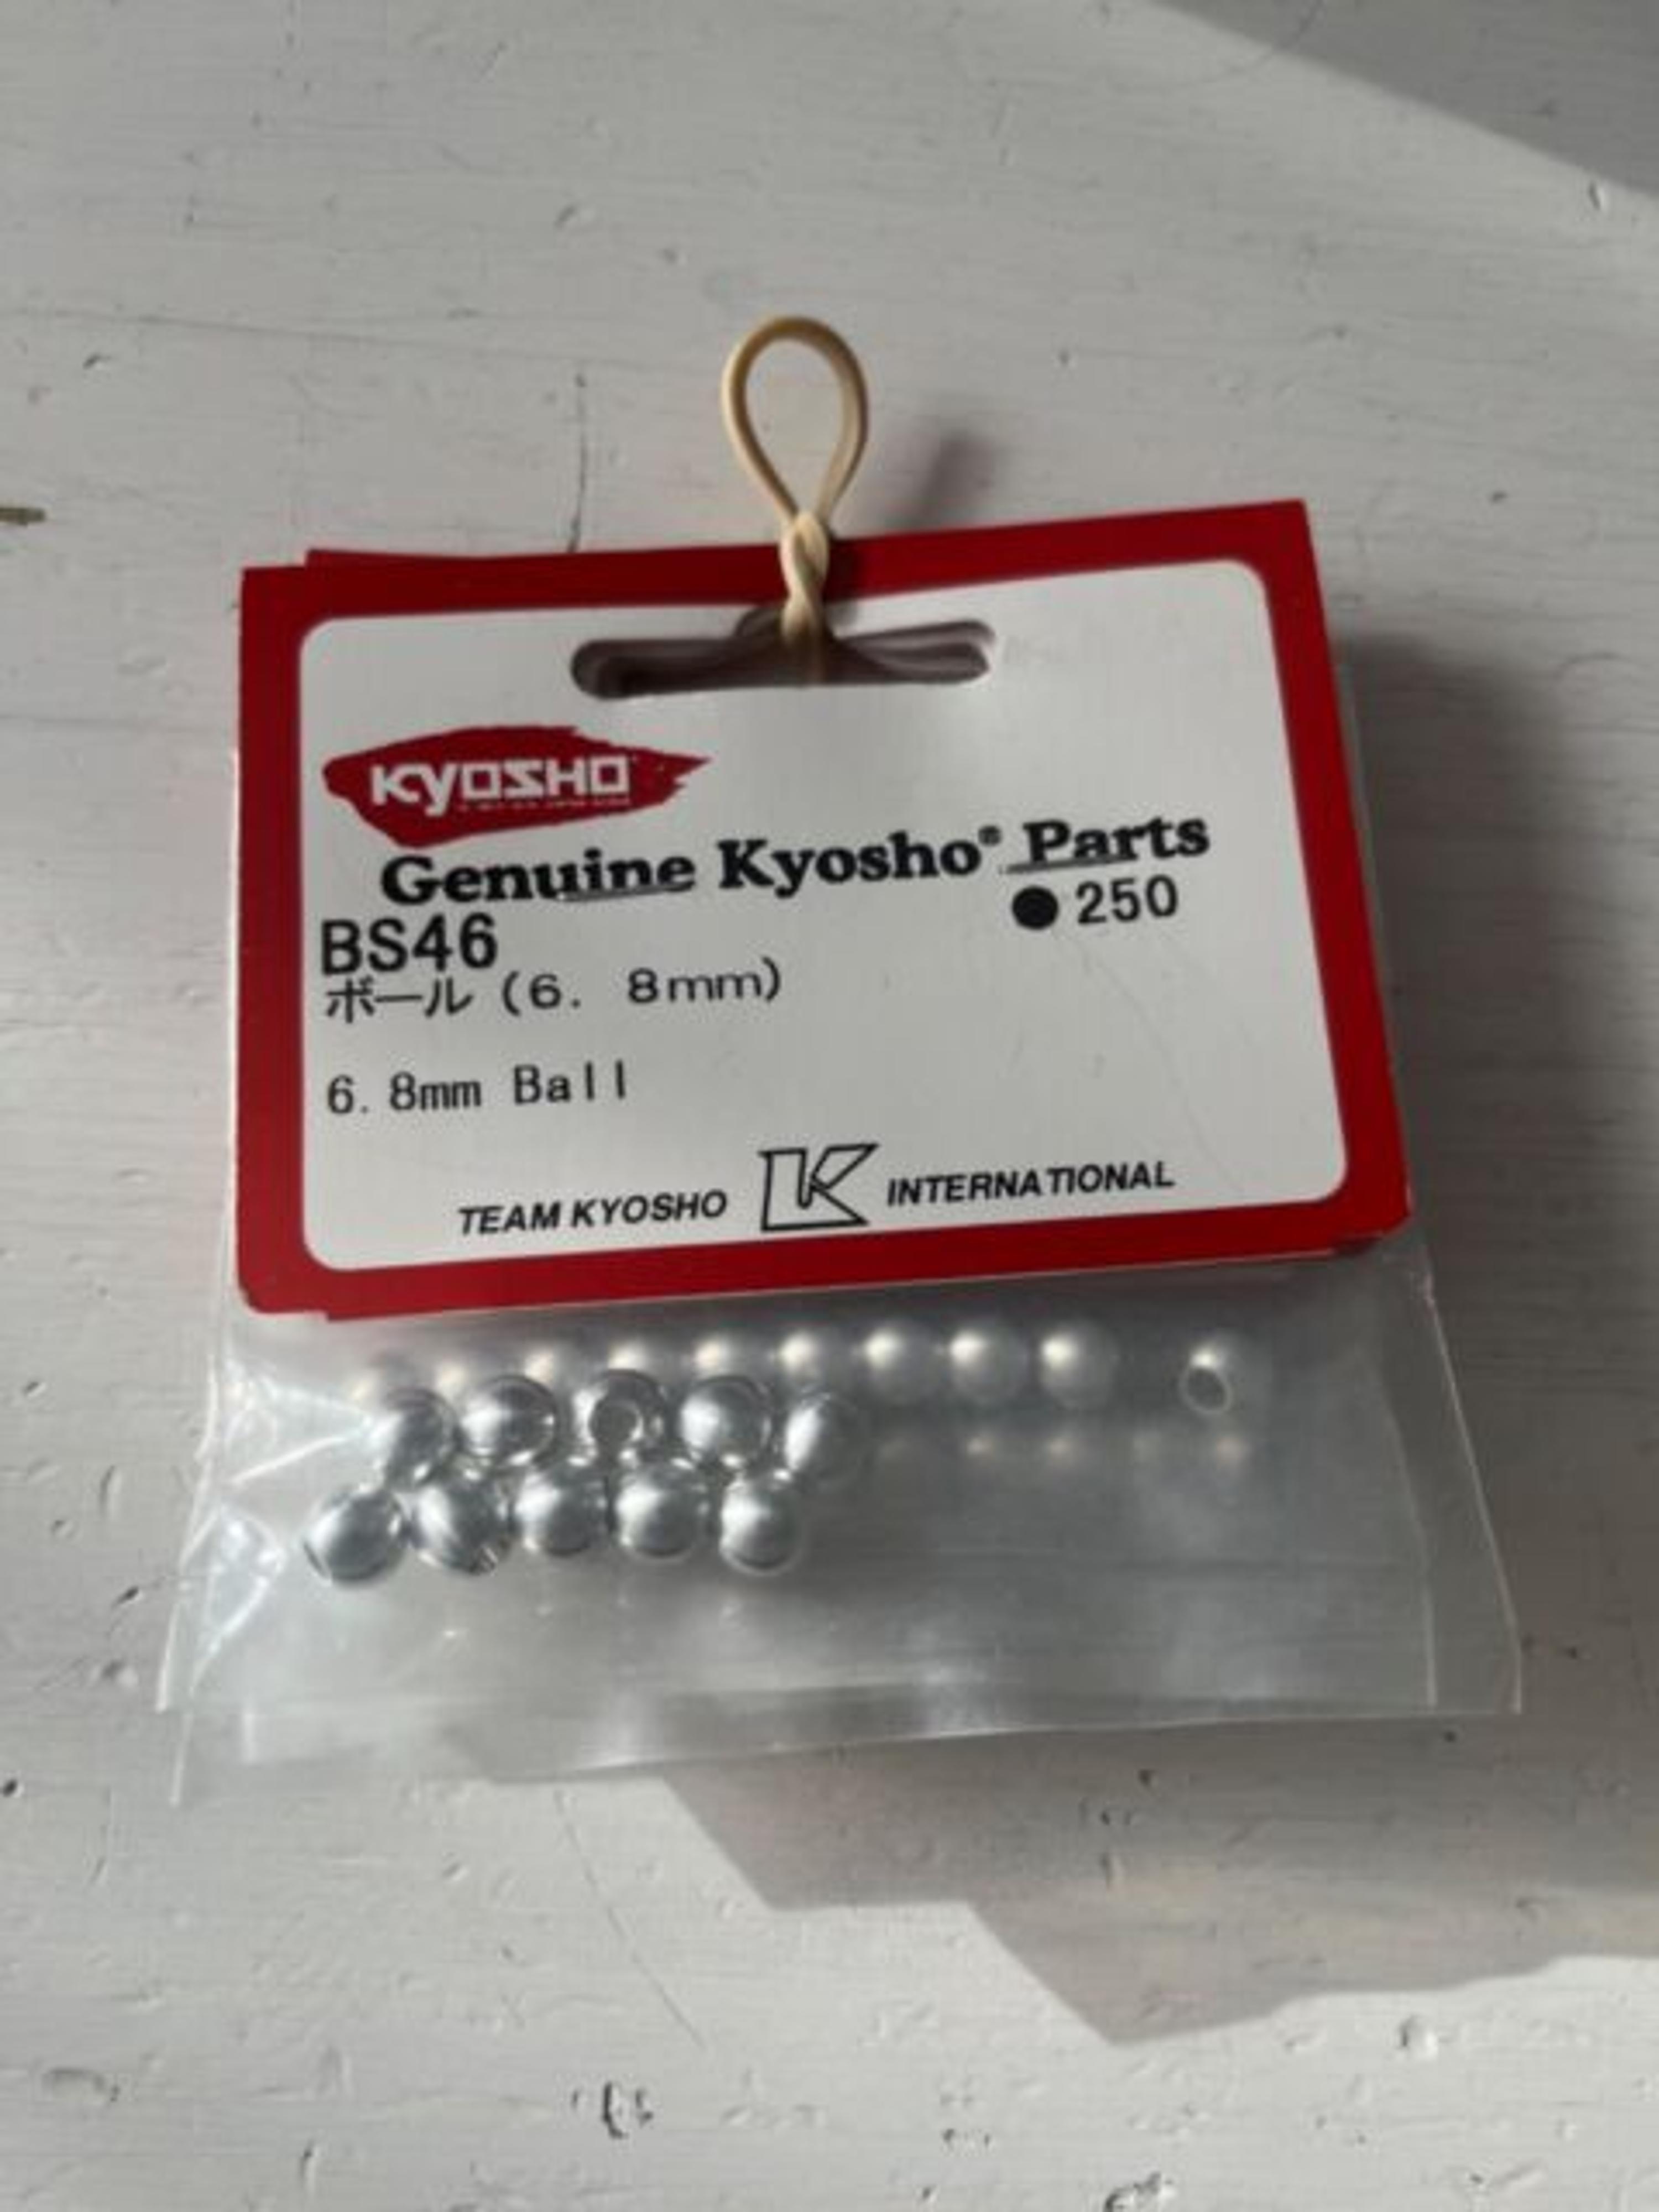 KYOSHO
Genuine Kyosho® Parts
●250
BS46
ボール (6. 8mm)
6. 8mm Ball
TEAM KYOSHO K INTERNATIONAL